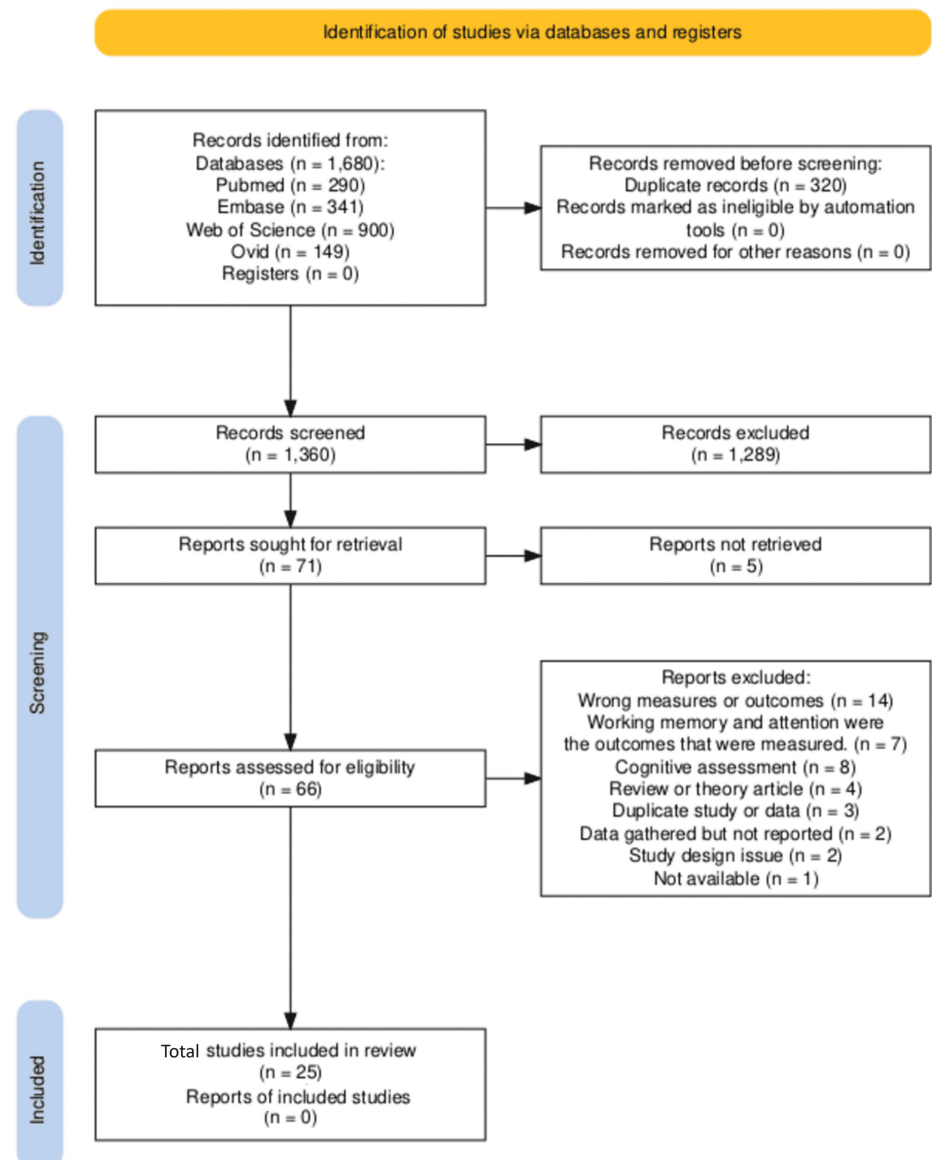 Identification of studies via databases and registers
Identification
Records identified from:
Databases (n = 1,680):
Pubmed (n = 290)
Embase (n = 341)
Web of Science (n = 900)
Ovid (n = 149)
Registers (n = 0)
Records removed before screening:
Duplicate records (n = 320)
Records marked as ineligible by automation
tools (n = 0)
Records removed for other reasons (n = 0)
Screening
Records screened
(n = 1,360)
Records excluded
(n = 1,289)
Reports sought for retrieval
(n = 71)
Reports not retrieved
(n = 5)
Reports assessed for eligibility
(n = 66)
Reports excluded:
Wrong measures or outcomes (n = 14)
Working memory and attention were
the outcomes that were measured. (n = 7)
Cognitive assessment (n = 8)
Review or theory article (n = 4)
Duplicate study or data (n = 3)
Data gathered but not reported (n = 2)
Study design issue (n = 2)
Not available (n = 1)
Included
Total studies included in review
(n = 25)
Reports of included studies
(n = 0)